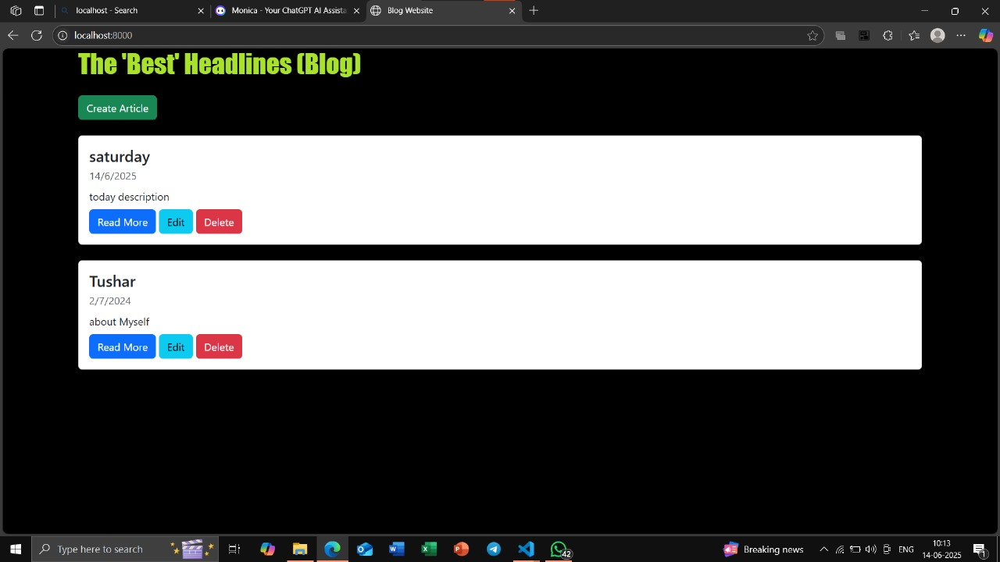 localhost - Search
Monica - Your ChatGPT AI Assista
Blog Website
localhost:8000
The 'Best' Headlines (Blog)
Create Article
saturday
14/6/2025
today description
Read More Edit Delete
Tushar
2/7/2024
about Myself
Read More Edit Delete
Type here to search
42
Breaking news
ENG
10:13
14-06-2025
1